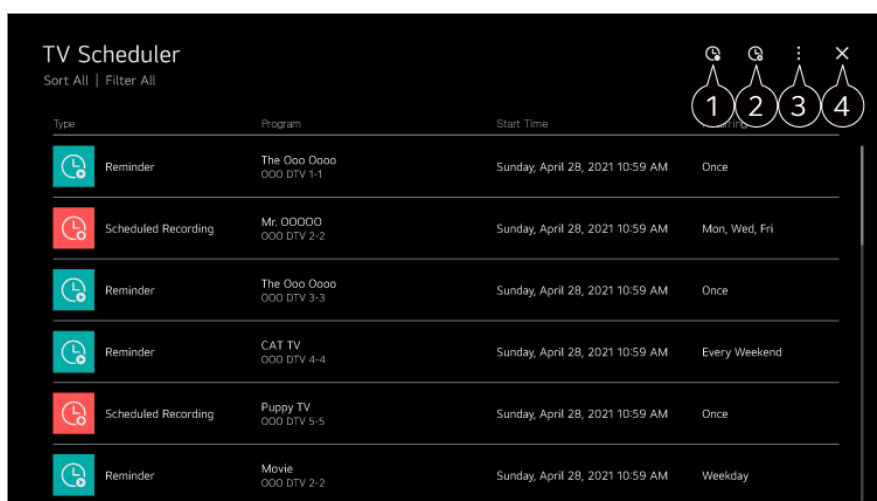 TV Scheduler
Sort All | Filter All
1 2 3 4
Type Program Start Time
Reminder The Ooo Oooo Sunday, April 28, 2021 10:59 AM Once
OOO DTV 1-1
Scheduled Recording Mr. OOOOO Sunday, April 28, 2021 10:59 AM Mon, Wed, Fri
OOO DTV 2-2
Reminder The Ooo Oooo Sunday, April 28, 2021 10:59 AM Once
OOO DTV 3-3
Reminder CAT TV Sunday, April 28, 2021 10:59 AM Every Weekend
OOO DTV 4-4
Scheduled Recording Puppy TV Sunday, April 28, 2021 10:59 AM Once
OOO DTV 5-5
Reminder Movie Sunday, April 28, 2021 10:59 AM Weekday
OOO DTV 2-2